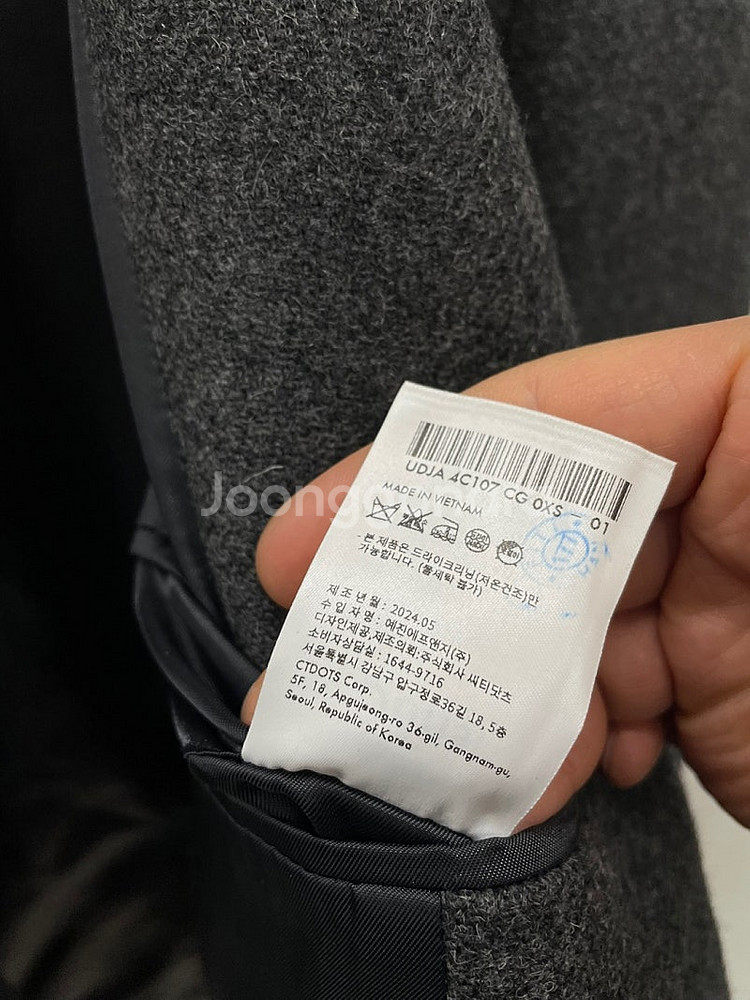 UDJA 4C107 CG 0XS - 01
MADE IN VIETNAM
- 본 제품은 드라이크리닝(저온건조)만
가능합니다. (물세탁 불가)
제 조 년 월 : 2024.05
수 입 자 명 : 예진에프앤지(주)
디자인제공,제조의뢰:주식회사 씨티닷츠
소비자상담실 : 1644-9716
서울특별시 강남구 압구정로36길 18, 5층
CTDOTS Corp.
5F, 18, Apgujeong-ro 36-gil, Gangnam-gu,
Seoul, Republic of Korea